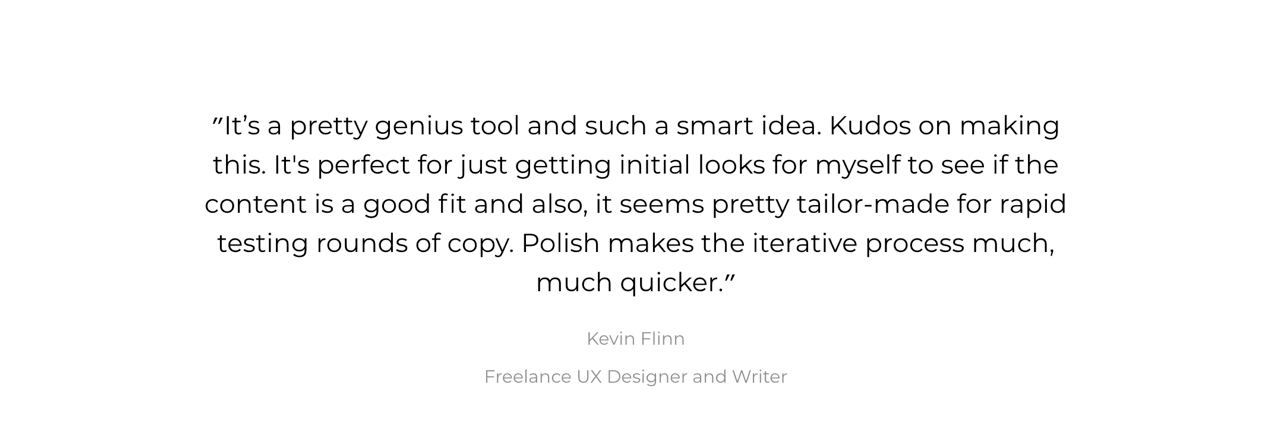 ″It’s a pretty genius tool and such a smart idea. Kudos on making
this. It's perfect for just getting initial looks for myself to see if the
content is a good fit and also, it seems pretty tailor-made for rapid
testing rounds of copy. Polish makes the iterative process much,
much quicker.″
Kevin Flinn
Freelance UX Designer and Writer